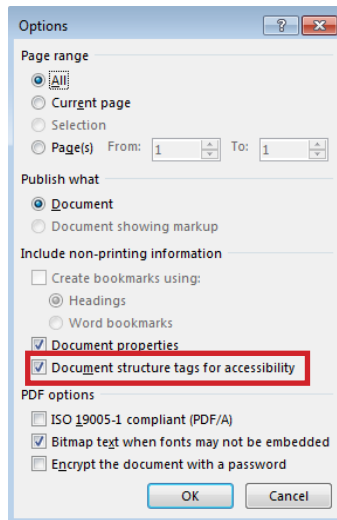 Options
Page range
All
Current page
Selection
Page(s) From: 1 To: 1
Publish what
Document
Document showing markup
Include non-printing information
Create bookmarks using:
Headings
Word bookmarks
Document properties
Document structure tags for accessibility
PDF options
ISO 19005-1 compliant (PDF/A)
Bitmap text when fonts may not be embedded
Encrypt the document with a password
OK Cancel